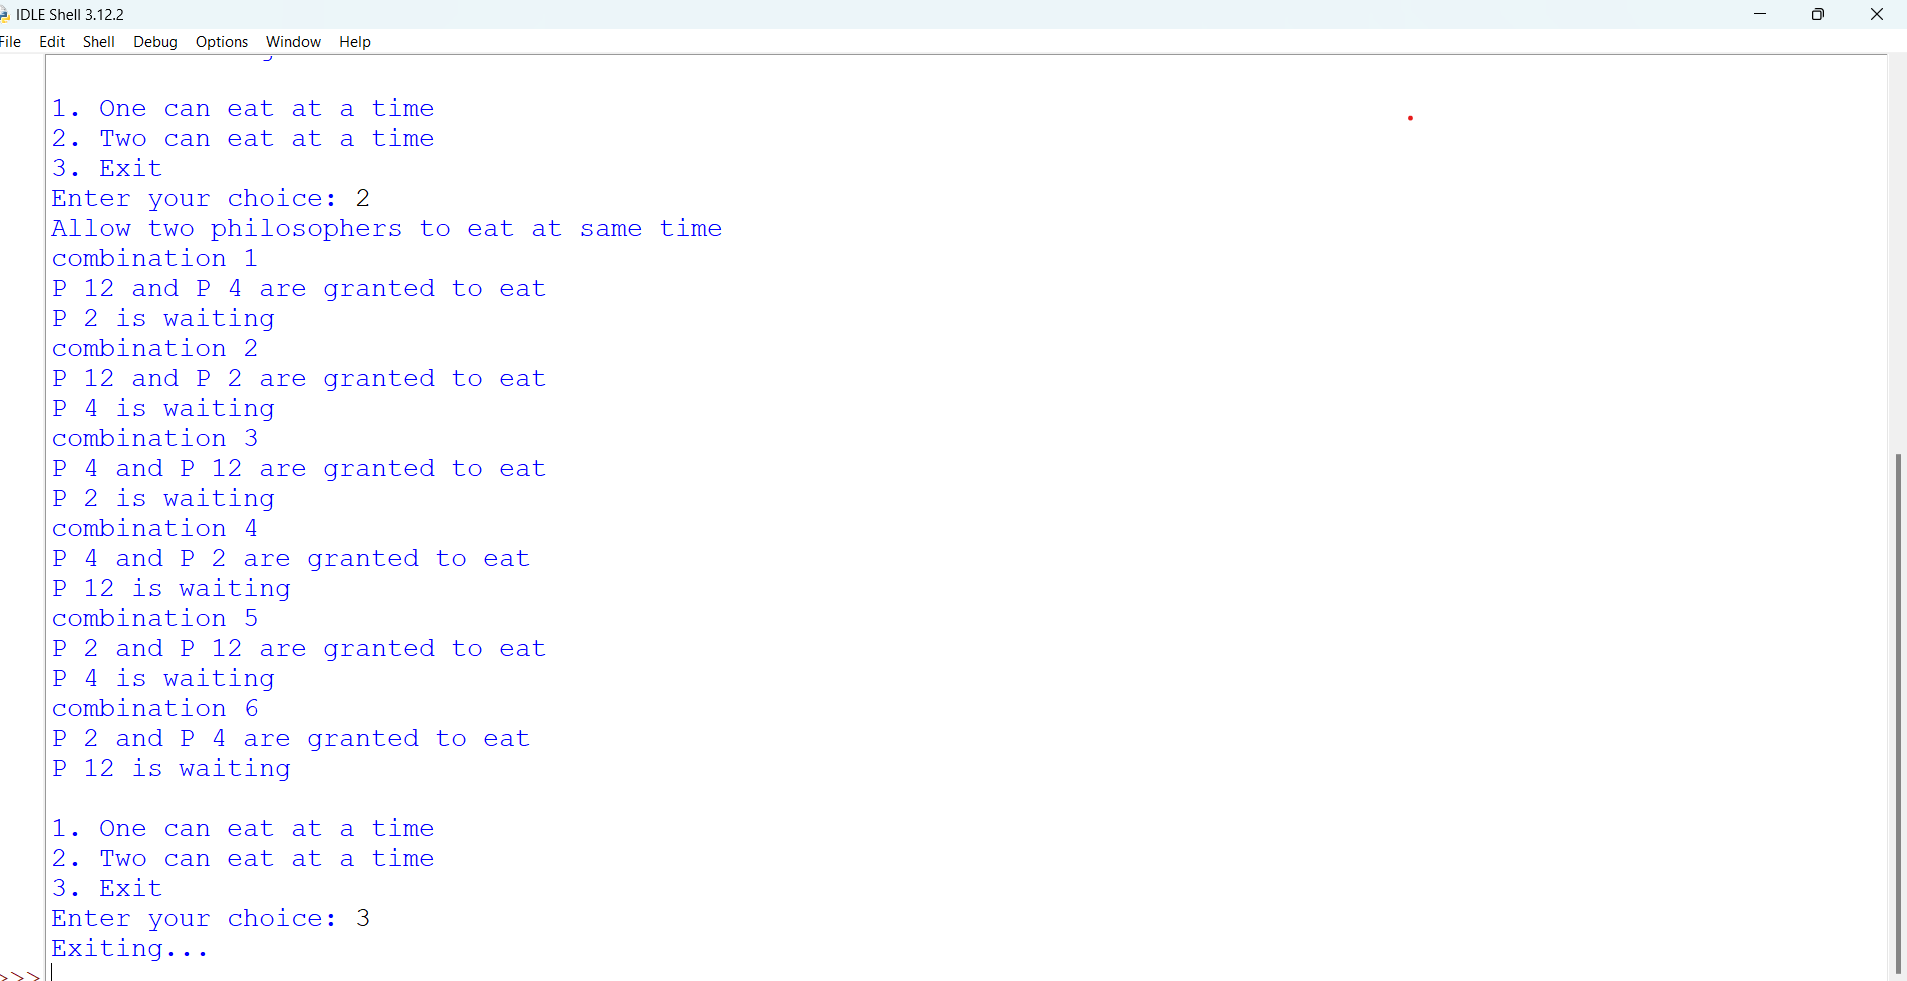 IDLE Shell 3.12.2
File Edit Shell Debug Options Window Help
1. One can eat at a time
2. Two can eat at a time
3. Exit
Enter your choice: 2
Allow two philosophers to eat at same time
combination 1
P 12 and P 4 are granted to eat
P 2 is waiting
combination 2
P 12 and P 2 are granted to eat
P 4 is waiting
combination 3
P 4 and P 12 are granted to eat
P 2 is waiting
combination 4
P 4 and P 2 are granted to eat
P 12 is waiting
combination 5
P 2 and P 12 are granted to eat
P 4 is waiting
combination 6
P 2 and P 4 are granted to eat
P 12 is waiting
1. One can eat at a time
2. Two can eat at a time
3. Exit
Enter your choice: 3
Exiting...
>>>